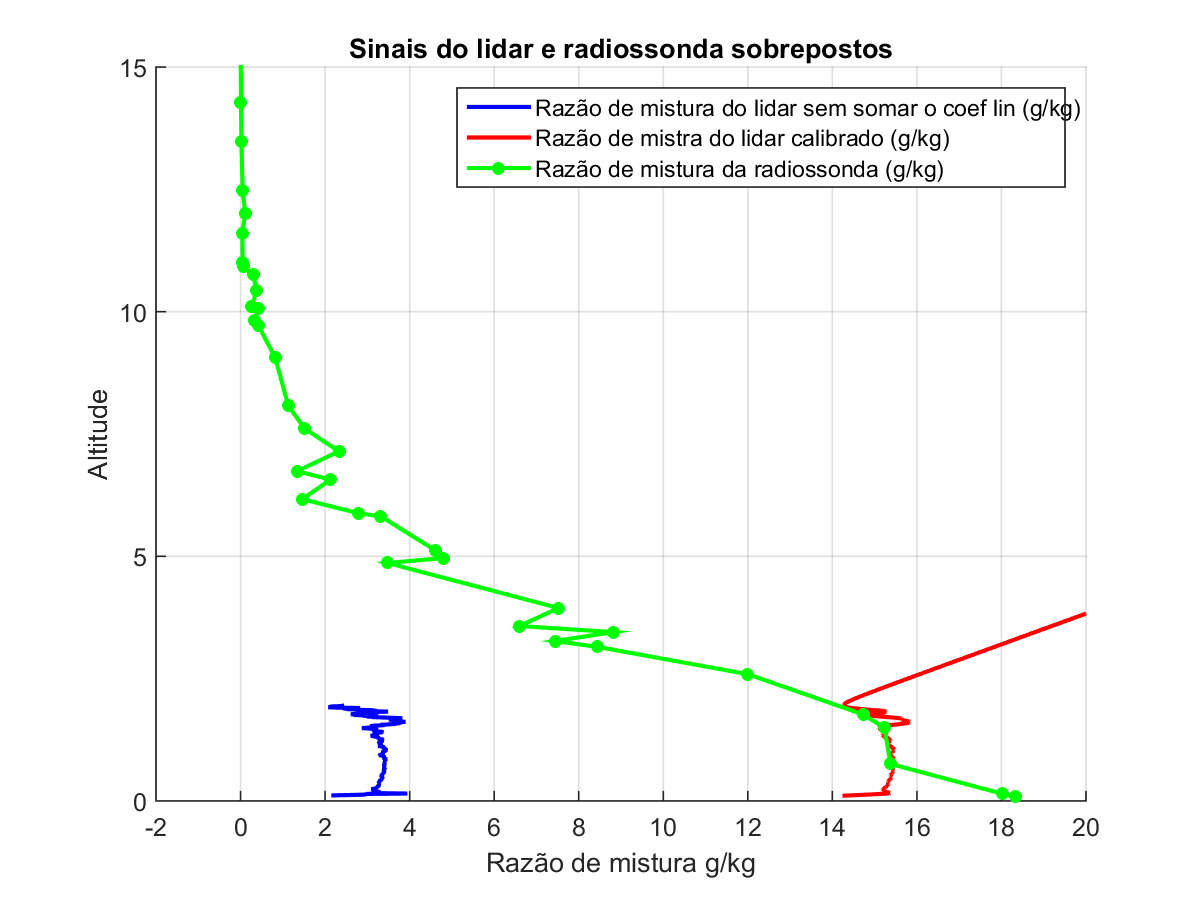 Sinais do lidar e radiossonda sobrepostos
Razão de mistura do lidar sem somar o coef lin (g/kg)
Razão de mistra do lidar calibrado (g/kg)
Razão de mistura da radiossonda (g/kg)
15
10
5
0
Altitude
-2 0 2 4 6 8 10 12 14 16 18 20
Razão de mistura g/kg